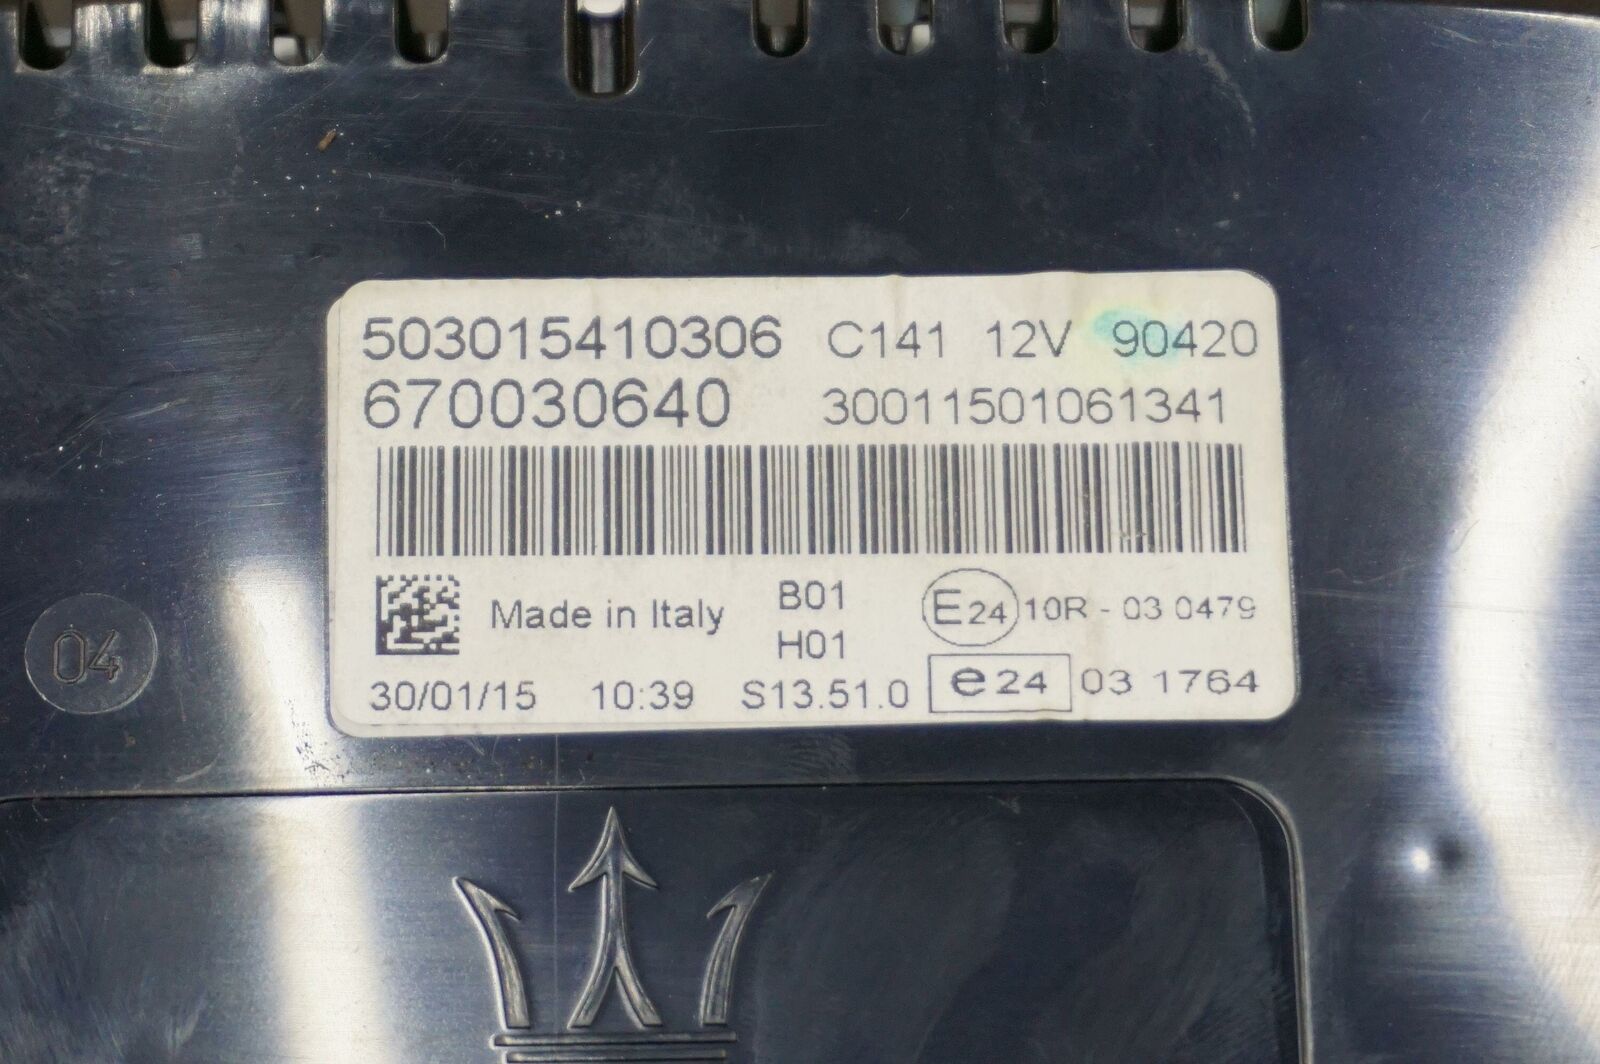 503015410306 C141 12V 90420
670030640 30011501061341
Made in Italy B01 E24 10R - 03 0479
H01
30/01/15 10:39 S13.51.0 e24 03 1764
04